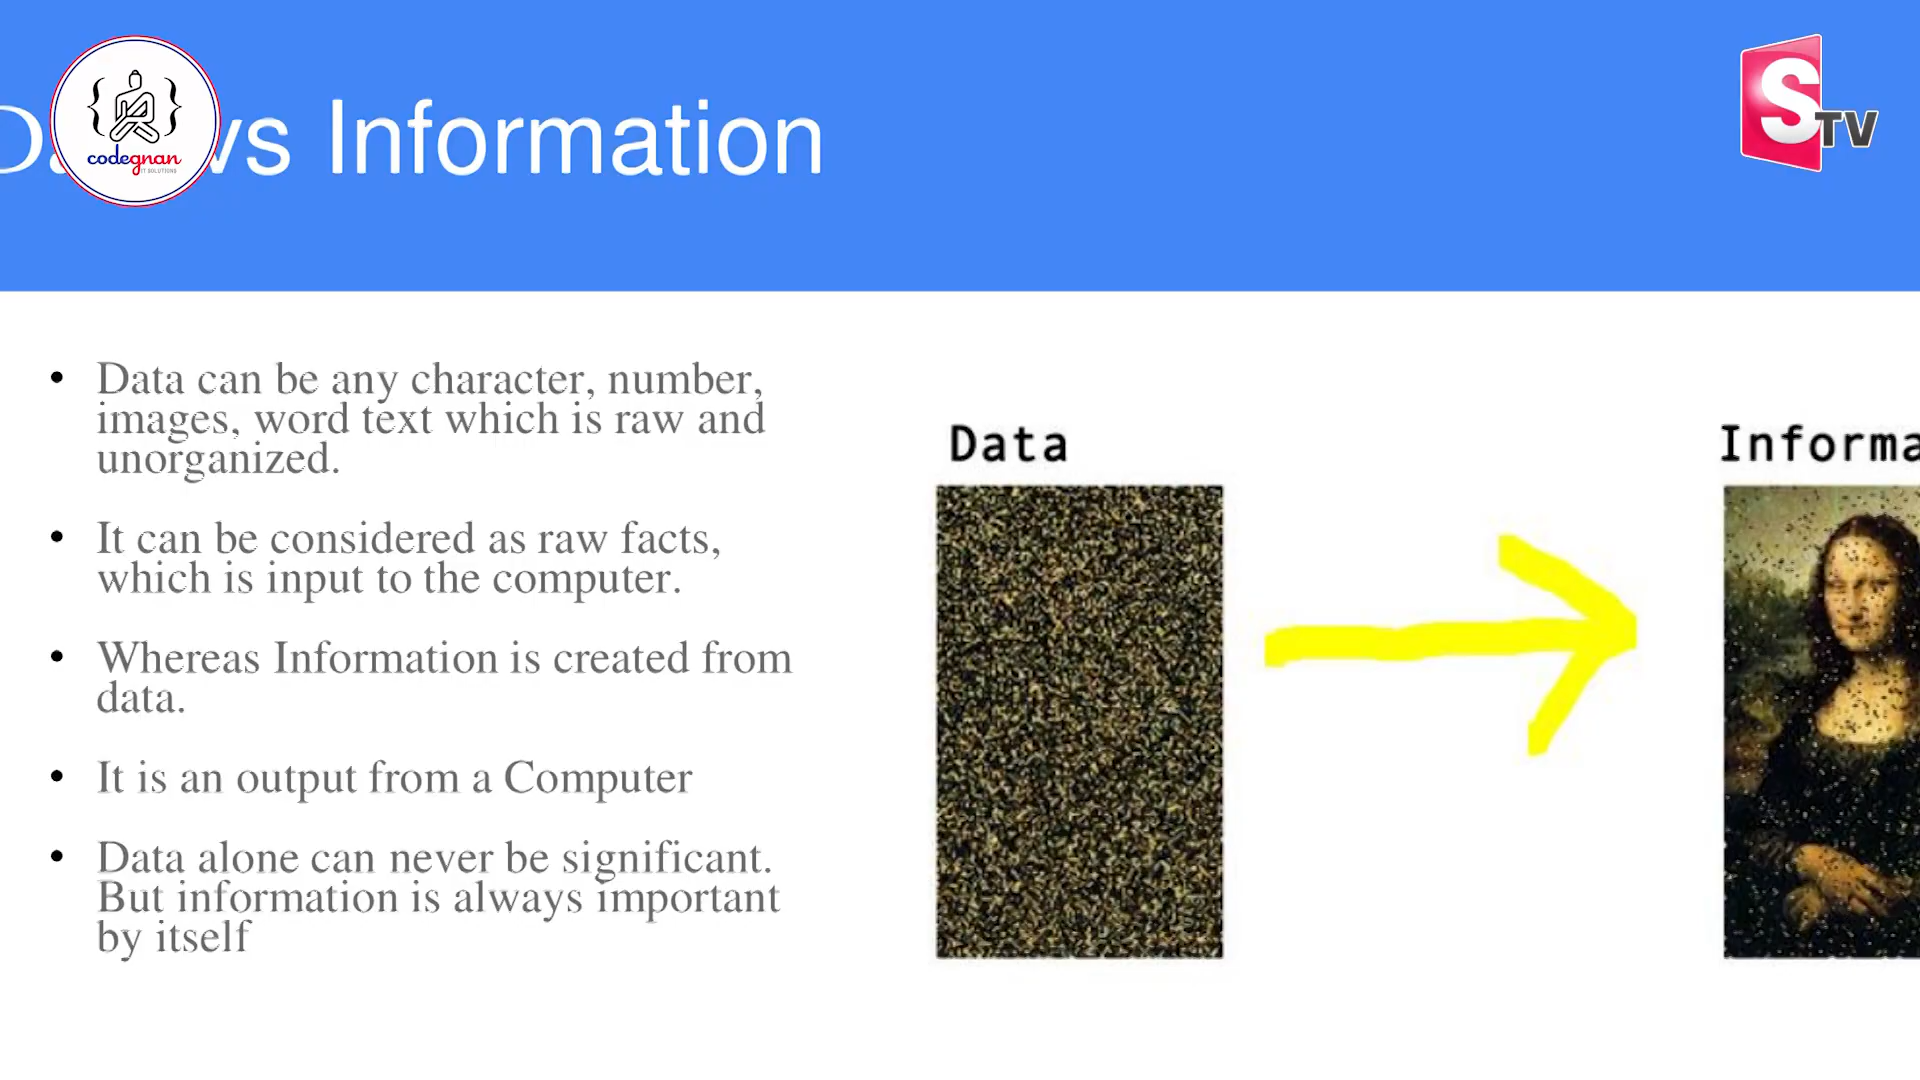 vs Information
codegnan
IT SOLUTIONS
S
TV
Data can be any character, number,
images, word text which is raw and
unorganized.
It can be considered as raw facts,
which is input to the computer.
Whereas Information is created from
data.
It is an output from a Computer
Data alone can never be significant.
But information is always important
by itself
Data
Informa